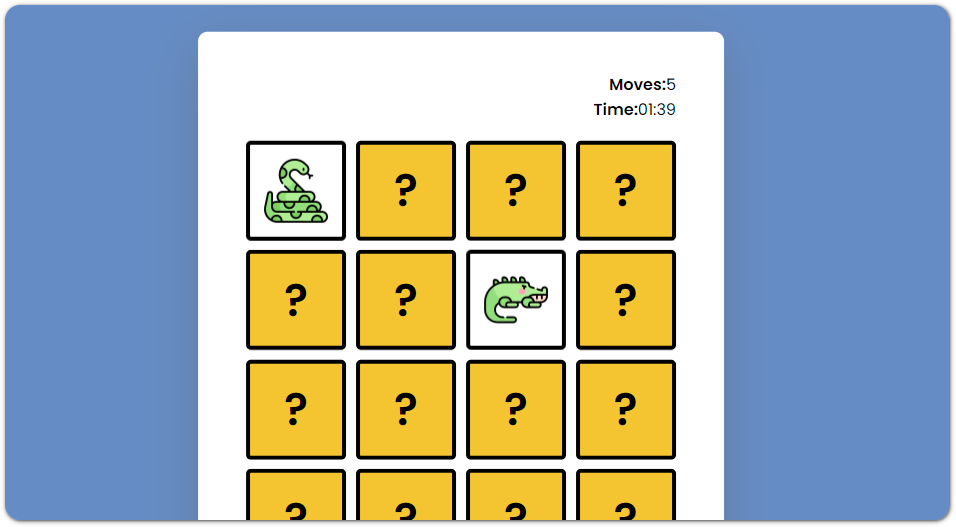 Moves:5
Time:01:39
? ? ?
? ? ?
? ? ? ?
? ? ? ?